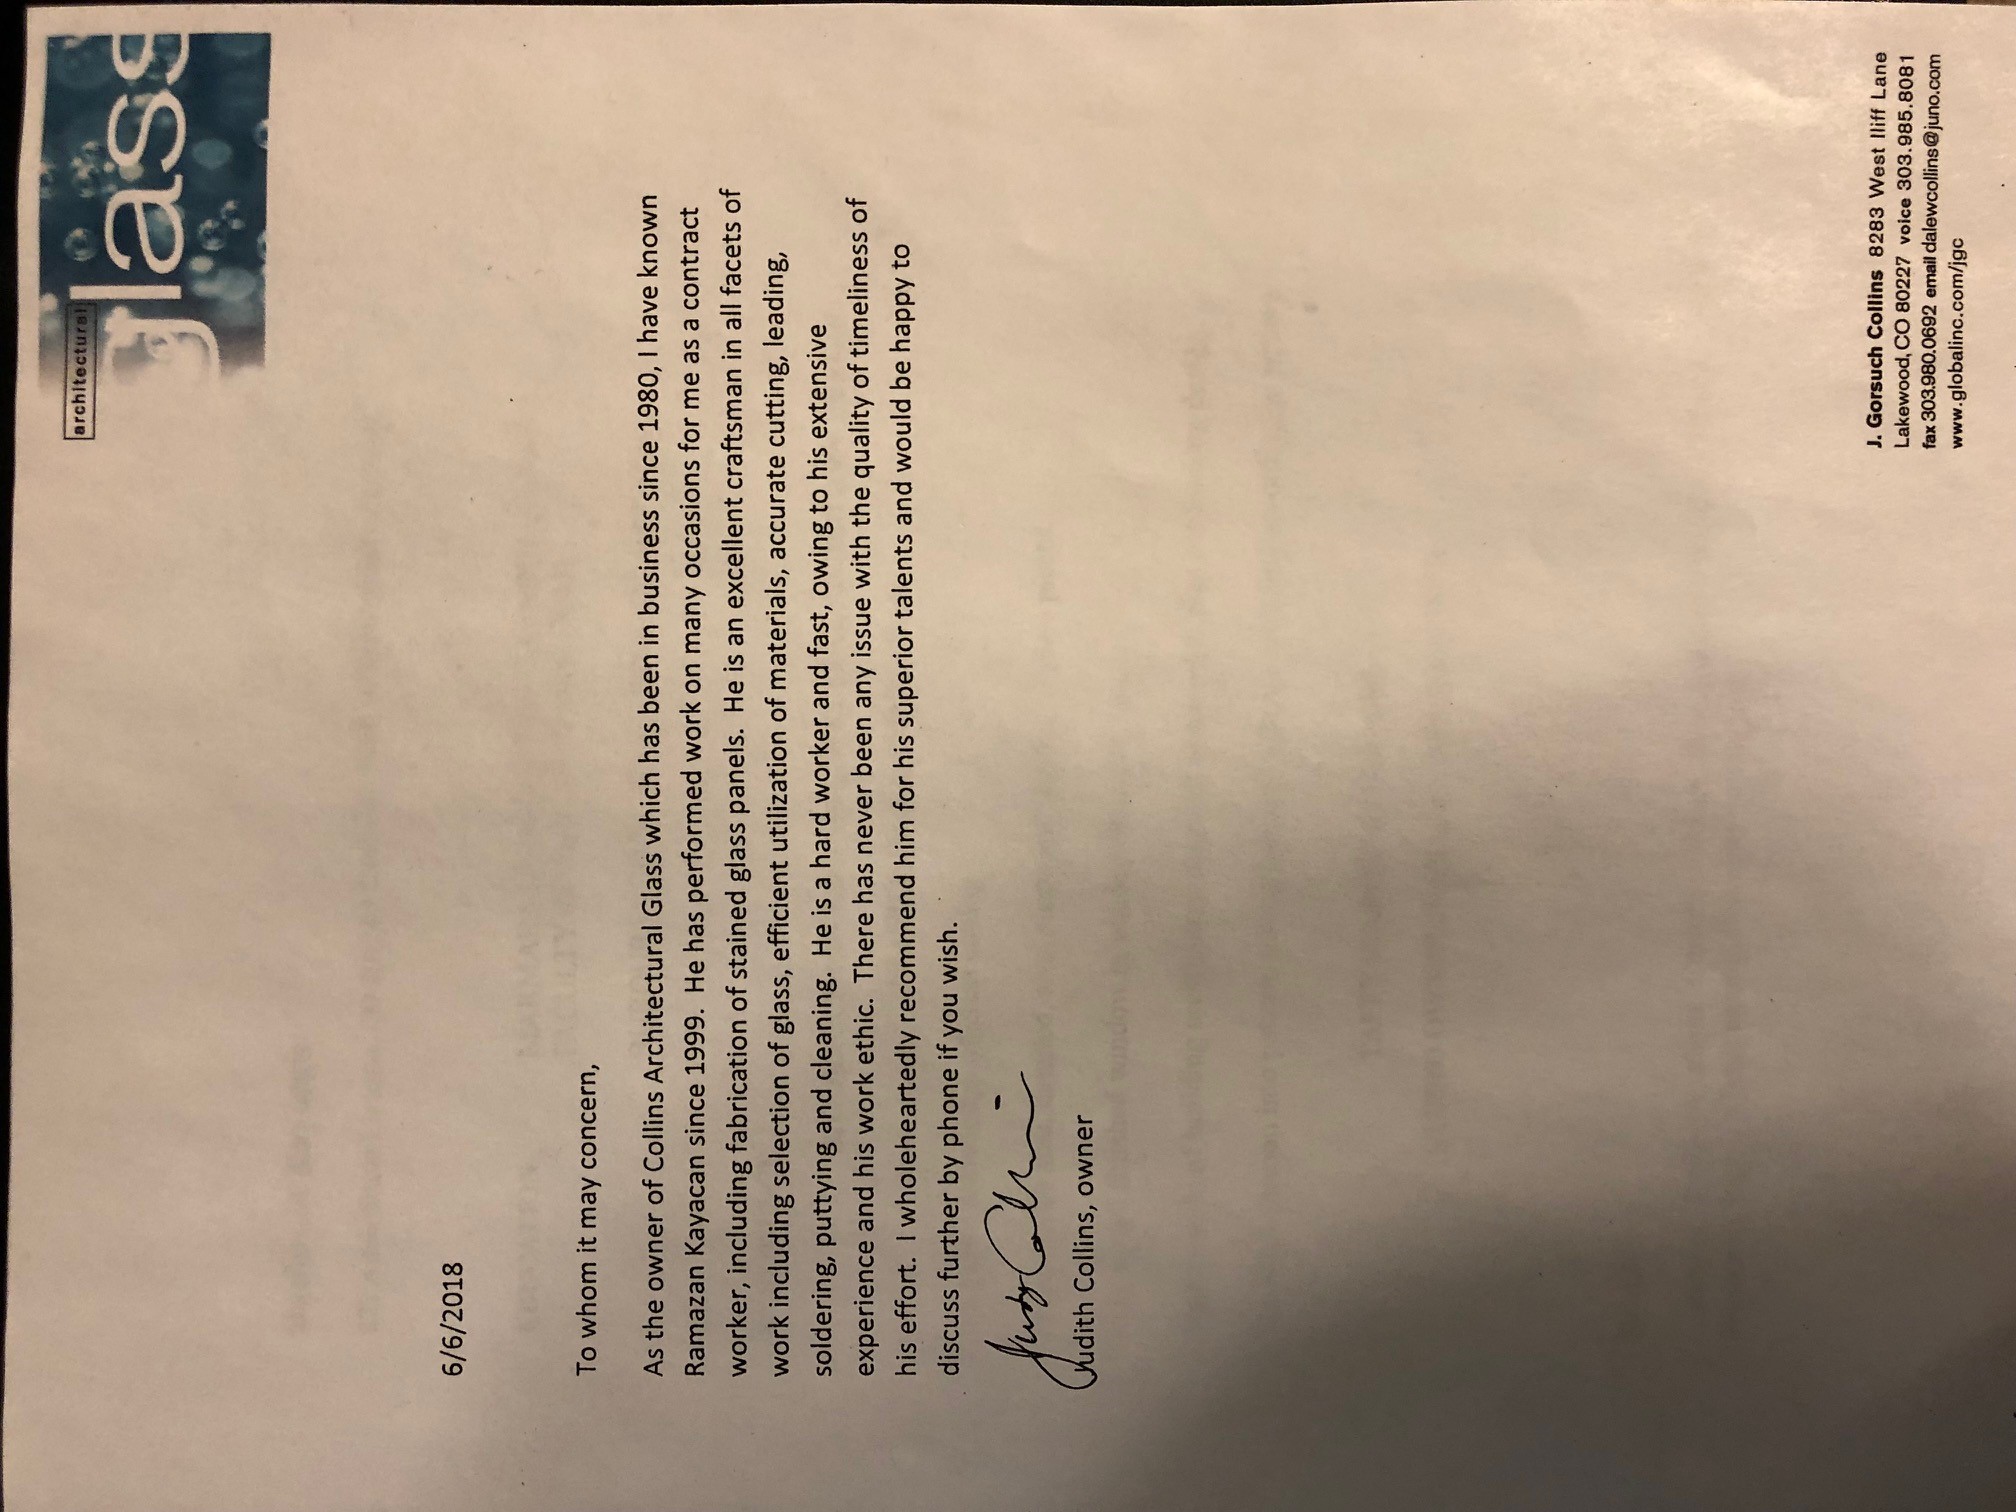 architectural
glass
6/6/2018
To whom it may concern,
As the owner of Collins Architectural Glass which has been in business since 1980, I have known
Ramazan Kayacan since 1999. He has performed work on many occasions for me as a contract
worker, including fabrication of stained glass panels. He is an excellent craftsman in all facets of
work including selection of glass, efficient utilization of materials, accurate cutting, leading,
soldering, puttying and cleaning. He is a hard worker and fast, owing to his extensive
experience and his work ethic. There has never been any issue with the quality of timeliness of
his effort. I wholeheartedly recommend him for his superior talents and would be happy to
discuss further by phone if you wish.
Judy Collins
Judith Collins, owner
J. Gorsuch Collins 8283 West Iliff Lane
Lakewood, CO 80227 voice 303.985.8081
fax 303.980.0692 email dalewcollins@juno.com
www.globalinc.com/jgc